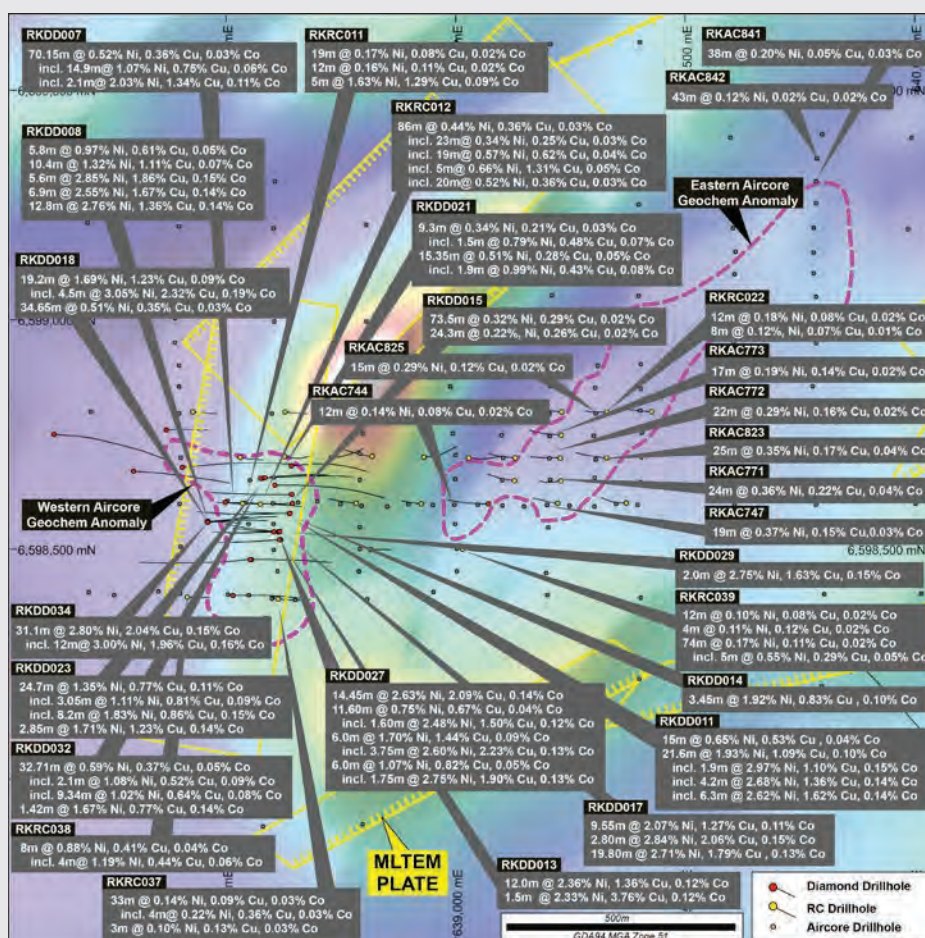 RKDD007
70.15m @ 0.52% Ni, 0.36% Cu, 0.03% Co
incl. 14.9m @ 1.07% Ni, 0.75% Cu, 0.06% Co
incl. 2.1m @ 2.03% Ni, 1.34% Cu, 0.11% Co
RKRC011
19m @ 0.17% Ni, 0.08% Cu, 0.02% Co
12m @ 0.16% Ni, 0.11% Cu, 0.02% Co
5m @ 1.63% Ni, 1.29% Cu, 0.09% Co
mE
mE
500
mE
RKAC841
38m @ 0.20% Ni, 0.05% Cu, 0.03% Co
RKAC842
43m @ 0.12% Ni, 0.02% Cu, 0.02% Co
RKRC012
86m @ 0.44% Ni, 0.36% Cu, 0.03% Co
incl. 23m @ 0.34% Ni, 0.25% Cu, 0.03% Co
incl. 19m @ 0.57% Ni, 0.62% Cu, 0.04% Co
incl. 5m @ 0.66% Ni, 1.31% Cu, 0.05% Co
incl. 20m @ 0.52% Ni, 0.36% Cu, 0.03% Co
RKDD008
5.8m @ 0.97% Ni, 0.61% Cu, 0.05% Co
10.4m @ 1.32% Ni, 1.11% Cu, 0.07% Co
5.6m @ 2.85% Ni, 1.86% Cu, 0.15% Co
6.9m @ 2.55% Ni, 1.67% Cu, 0.14% Co
12.8m @ 2.76% Ni, 1.35% Cu, 0.14% Co
Eastern Aircore
Geochem Anomaly
RKDD021
9.3m @ 0.34% Ni, 0.21% Cu, 0.03% Co
incl. 1.5m @ 0.79% Ni, 0.48% Cu, 0.07% Co
15.35m @ 0.51% Ni, 0.28% Cu, 0.05% Co
incl. 1.9m @ 0.99% Ni, 0.43% Cu, 0.08% Co
RKDD018
19.2m @ 1.69% Ni, 1.23% Cu, 0.09% Co
incl. 4.5m @ 3.05% Ni, 2.32% Cu, 0.19% Co
34.65m @ 0.51% Ni, 0.35% Cu, 0.03% Co
RKDD015
73.5m @ 0.32% Ni, 0.29% Cu, 0.02% Co
24.3m @ 0.22%, Ni, 0.26% Cu, 0.02% Co
RKRC022
12m @ 0.18% Ni, 0.08% Cu, 0.02% Co
8m @ 0.12%, Ni, 0.07% Cu, 0.01% Co
6,599,000 mN
RKAC825
15m @ 0.29% Ni, 0.12% Cu, 0.02% Co
RKAC773
17m @ 0.19% Ni, 0.14% Cu, 0.02% Co
RKAC744
12m @ 0.14% Ni, 0.08% Cu, 0.02% Co
RKAC772
22m @ 0.29% Ni, 0.16% Cu, 0.02% Co
RKAC823
25m @ 0.35% Ni, 0.17% Cu, 0.04% Co
RKAC771
24m @ 0.36% Ni, 0.22% Cu, 0.04% Co
Western Aircore
Geochem Anomaly
RKAC747
19m @ 0.37% Ni, 0.15% Cu,0.03% Co
6,598,500 mN
6,598,500 mN
RKDD029
2.0m @ 2.75% Ni, 1.63% Cu, 0.15% Co
RKRC039
12m @ 0.10% Ni, 0.08% Cu, 0.02% Co
4m @ 0.11% Ni, 0.12% Cu, 0.02% Co
74m @ 0.17% Ni, 0.11% Cu, 0.02% Co
incl. 5m @ 0.55% Ni, 0.29% Cu, 0.05% Co
RKDD034
31.1m @ 2.80% Ni, 2.04% Cu, 0.15% Co
incl. 12m@ 3.00% Ni, 1.96% Cu, 0.16% Co
RKDD023
24.7m @ 1.35% Ni, 0.77% Cu, 0.11% Co
incl. 3.05m @ 1.11% Ni, 0.81% Cu, 0.09% Co
incl. 8.2m @ 1.83% Ni, 0.86% Cu, 0.15% Co
2.85m @ 1.71% Ni, 1.23% Cu, 0.14% Co
RKDD027
14.45m @ 2.63% Ni, 2.09% Cu, 0.14% Co
11.60m @ 0.75% Ni, 0.67% Cu, 0.04% Co
incl. 1.60m @ 2.48% Ni, 1.50% Cu, 0.12% Co
6.0m @ 1.70% Ni, 1.44% Cu, 0.09% Co
incl. 3.75m @ 2.60% Ni, 2.23% Cu, 0.13% Co
6.0m @ 1.07% Ni, 0.82% Cu, 0.05% Co
incl. 1.75m @ 2.75% Ni, 1.90% Cu, 0.13% Co
RKDD014
3.45m @ 1.92% Ni, 0.83% Cu , 0.10% Co
RKDD011
15m @ 0.65% Ni, 0.53% Cu , 0.04% Co
21.6m @ 1.93% Ni, 1.09% Cu, 0.10% Co
incl. 1.9m @ 2.97% Ni, 1.10% Cu, 0.15% Co
incl. 4.2m @ 2.68% Ni, 1.36% Cu, 0.14% Co
incl. 6.3m @ 2.62% Ni, 1.62% Cu, 0.14% Co
RKDD032
32.71m @ 0.59% Ni, 0.37% Cu, 0.05% Co
incl. 2.1m @ 1.08% Ni, 0.52% Cu, 0.09% Co
incl. 9.34m @ 1.02% Ni, 0.64% Cu, 0.08% Co
1.42m @ 1.67% Ni, 0.77% Cu, 0.14% Co
RKDD017
9.55m @ 2.07% Ni, 1.27% Cu, 0.11% Co
2.80m @ 2.84% Ni, 2.06% Cu, 0.15% Co
19.80m @ 2.71% Ni, 1.79% Cu , 0.13% Co
RKRC038
8m @ 0.88% Ni, 0.41% Cu, 0.04% Co
incl. 4m@ 1.19% Ni, 0.44% Cu, 0.06% Co
MLTEM
PLATE
RKDD013
12.0m @ 2.36% Ni, 1.36% Cu, 0.12% Co
1.5m @ 2.33% Ni, 3.76% Cu, 0.12% Co
RKRC037
33m @ 0.14% Ni, 0.09% Cu, 0.03% Co
incl. 4m@ 0.22% Ni, 0.36% Cu, 0.03% Co
3m @ 0.10% Ni, 0.13% Cu, 0.03% Co
639,000 mE
500m
GDA94 MGA Zone 51
Diamond Drillhole
RC Drillhole
Aircore Drillhole